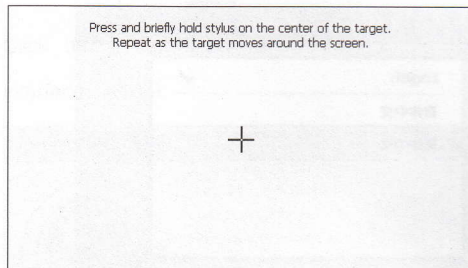 Press and briefly hold stylus on the center of the target.
Repeat as the target moves around the screen.